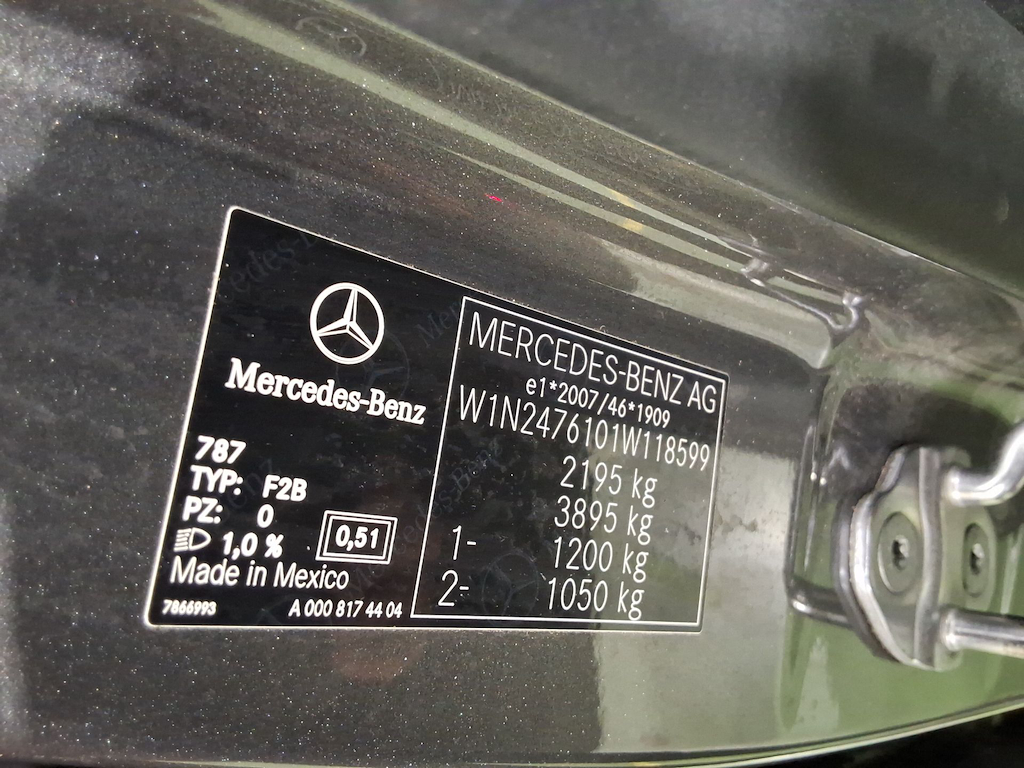 Mercedes-Benz
787
TYP: F2B
PZ: 0
1,0 %
0,51
Made in Mexico
7866993 A 000 817 44 04
MERCEDES-BENZ AG
e1*2007/46*1909
W1N2476101W118599
2195 kg
3895 kg
1- 1200 kg
2- 1050 kg